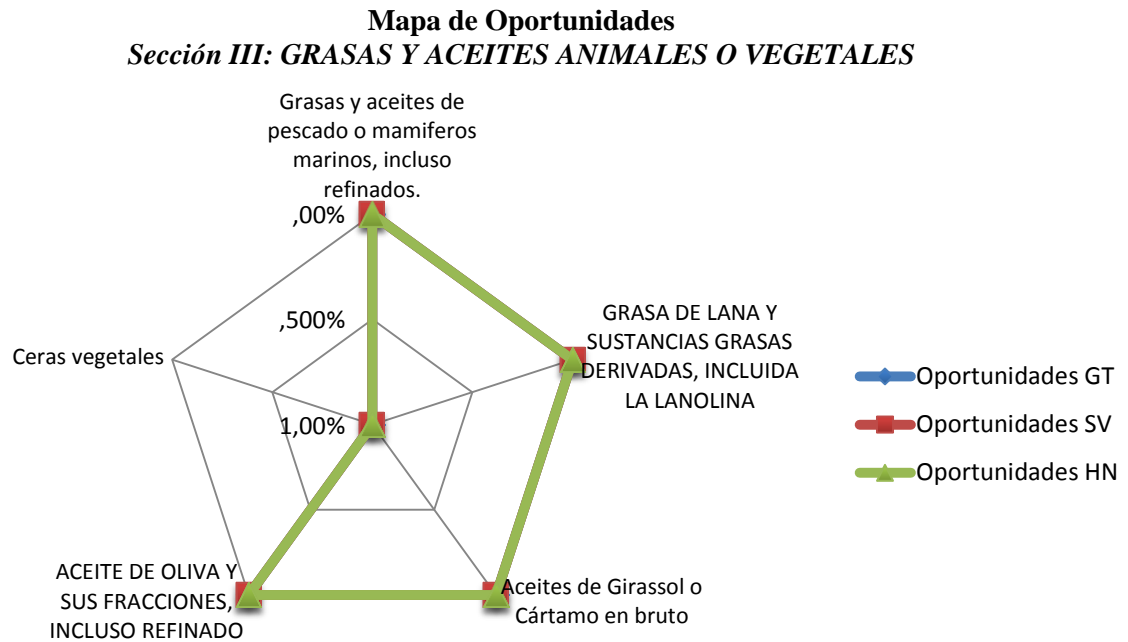 Mapa de Oportunidades
Sección III: GRASAS Y ACEITES ANIMALES O VEGETALES
Grasas y aceites de
pescado o mamiferos
marinos, incluso
refinados.
,00%
,500%
1,00%
GRASA DE LANA Y
SUSTANCIAS GRASAS
DERIVADAS, INCLUIDA
LA LANOLINA
Ceras vegetales
Aceites de Girassol o
Cártamo en bruto
ACEITE DE OLIVA Y
SUS FRACCIONES,
INCLUSO REFINADO
Oportunidades GT
Oportunidades SV
Oportunidades HN